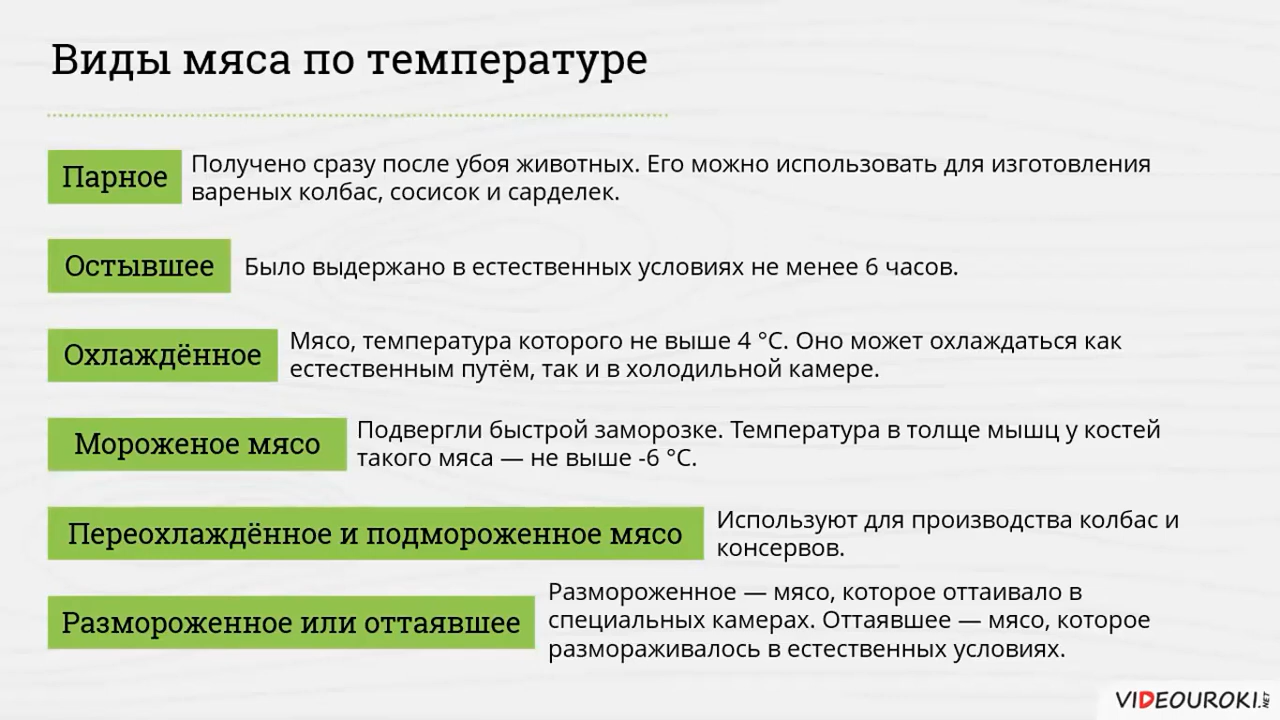 Виды мяса по температуре
Парное
Получено сразу после убоя животных. Его можно использовать для изготовления
вареных колбас, сосисок и сарделек.
Остывшее
Было выдержано в естественных условиях не менее 6 часов.
Охлаждённое
Мясо, температура которого не выше 4 °C. Оно может охлаждаться как
естественным путём, так и в холодильной камере.
Мороженое мясо
Подвергли быстрой заморозке. Температура в толще мышц у костей
такого мяса — не выше -6 °C.
Переохлаждённое и подмороженное мясо
Используют для производства колбас и
консервов.
Размороженное или оттаявшее
Размороженное — мясо, которое оттаивало в
специальных камерах. Оттаявшее — мясо, которое
размораживалось в естественных условиях.
VIDEOUROKI.NET